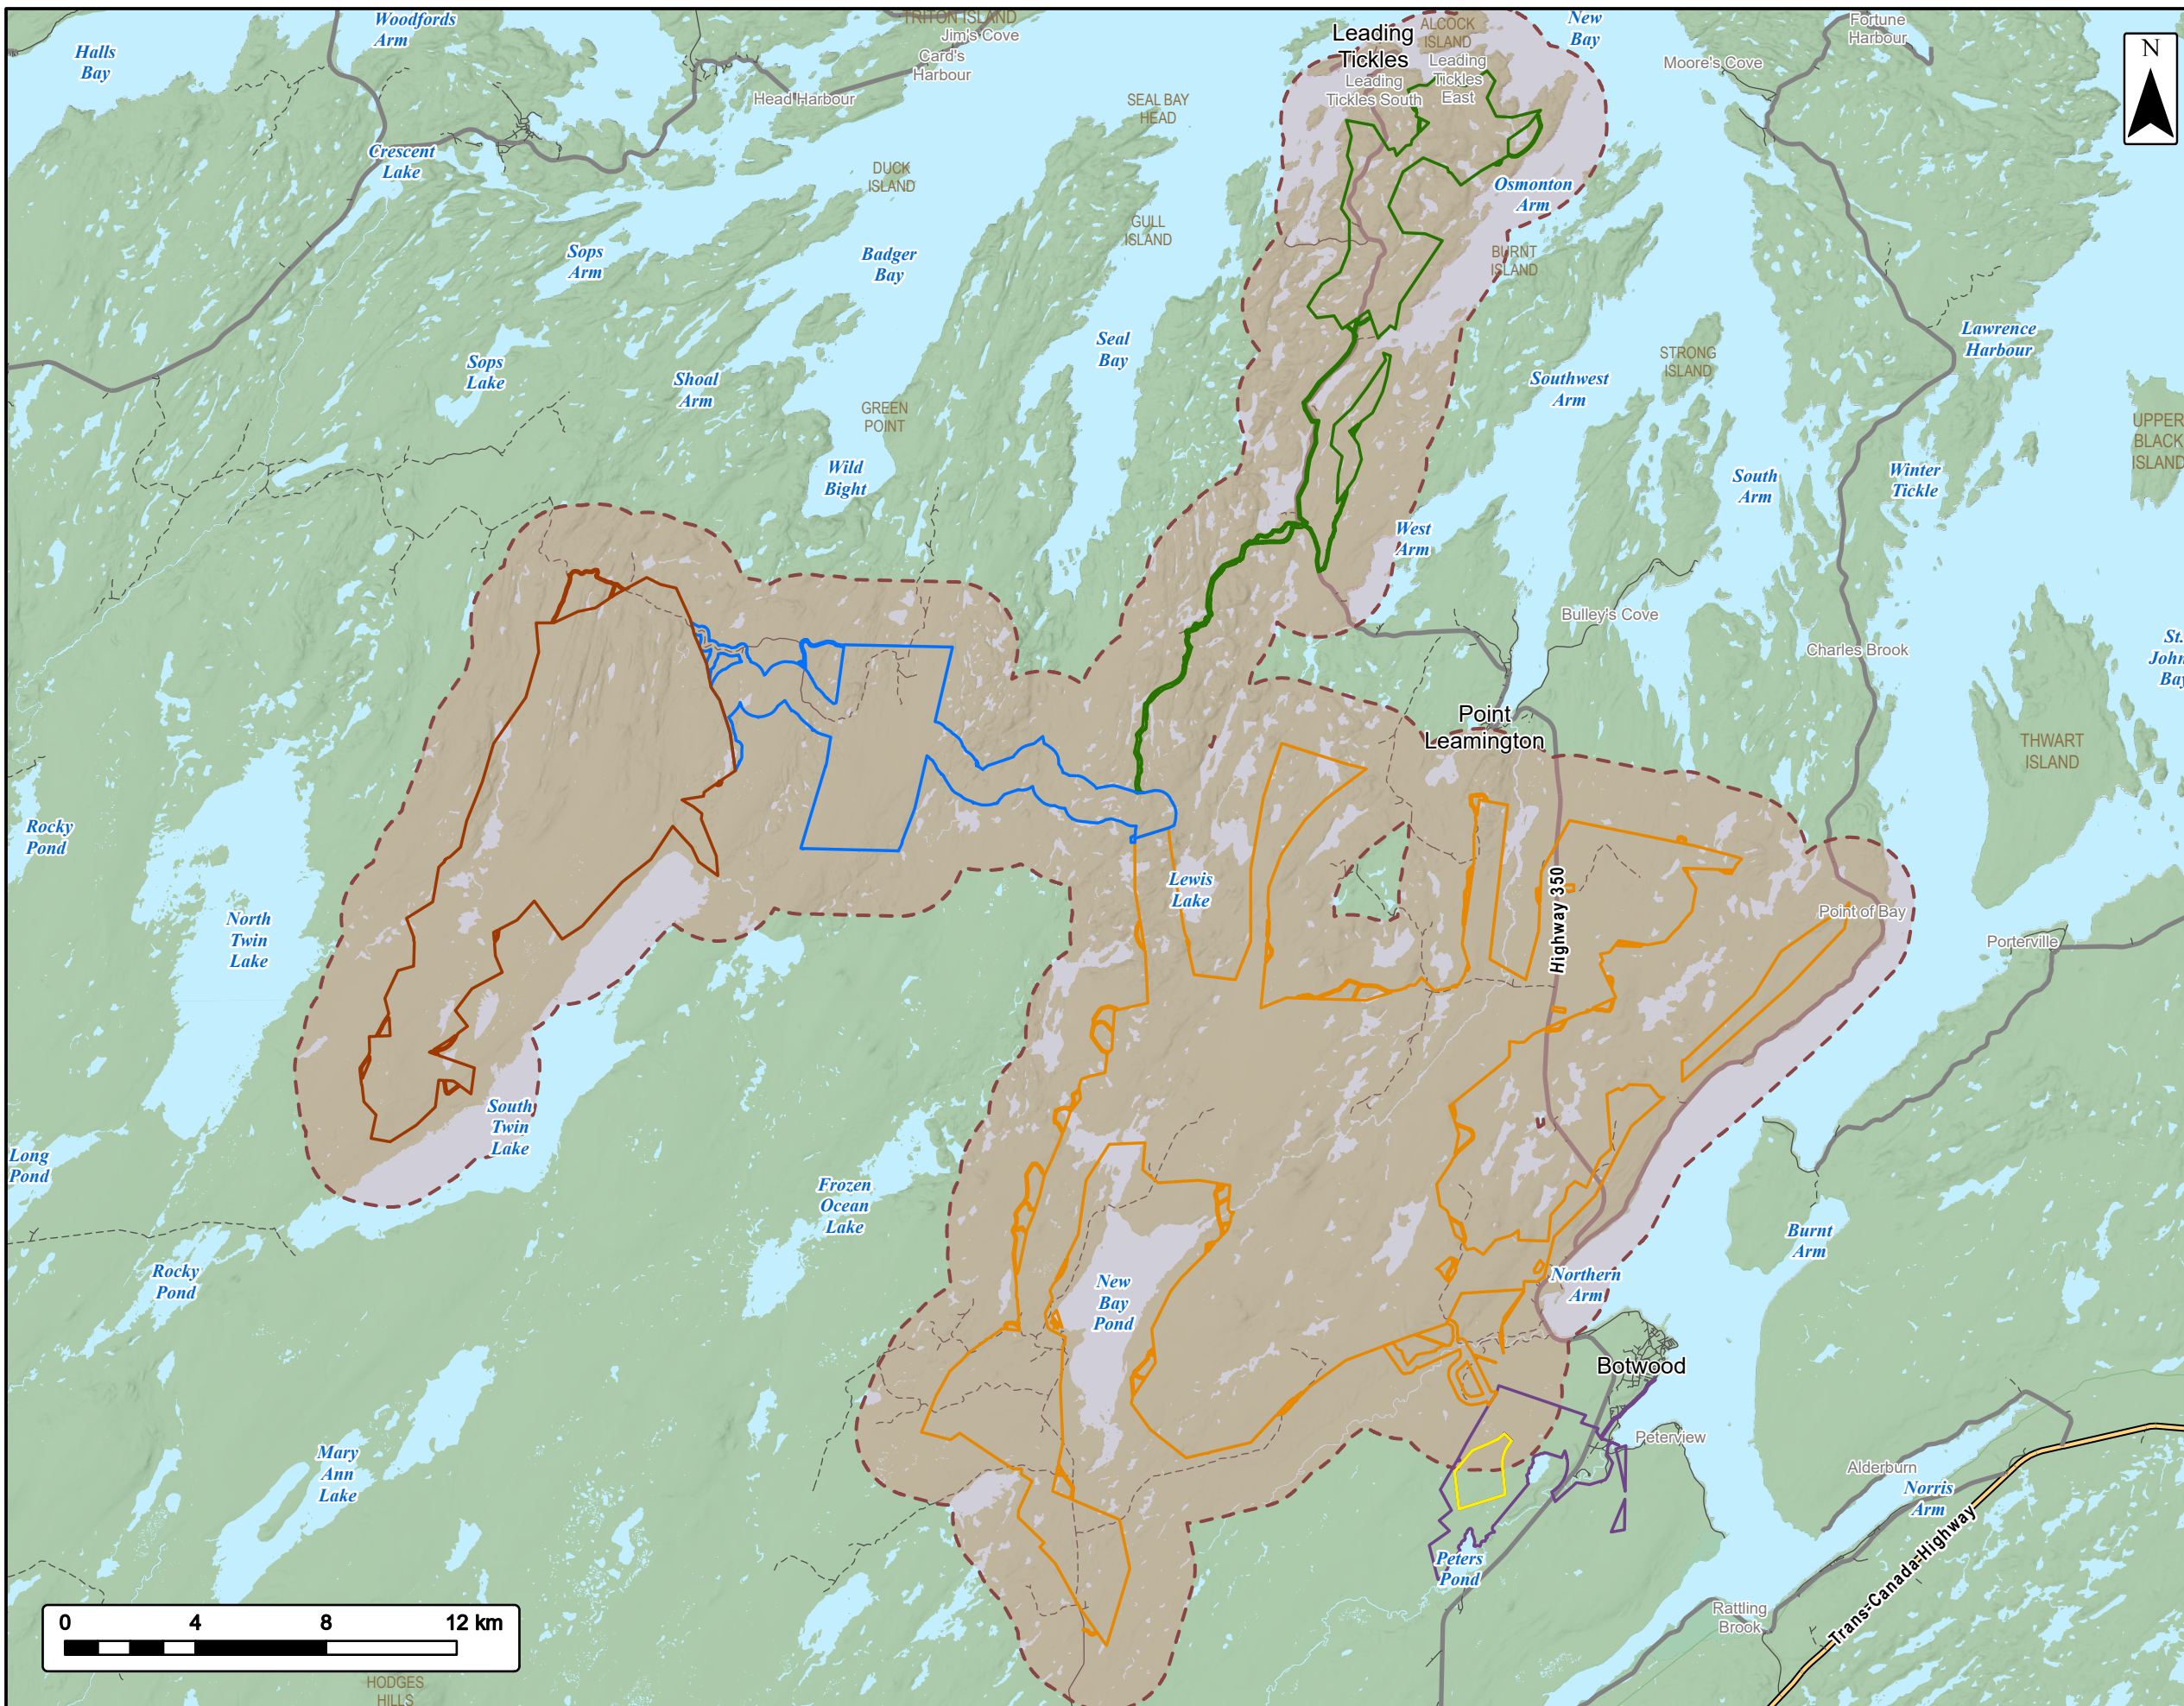 Woodfords
Arm
Halls
Bay
TRITON ISLAND
Jim's Cove
Card's
Harbour
Head Harbour
Leading
Tickles
ALCOCK
ISLAND
Leading
Tickles South
Leading
Tickles
East
New
Bay
Fortune
Harbour
Moore's Cove
N
SEAL BAY
HEAD
Crescent
Lake
DUCK
ISLAND
Osmonton
Arm
GULL
ISLAND
Sops
Arm
Badger
Bay
BURNT
ISLAND
Seal
Bay
Lawrence
Harbour
STRONG
ISLAND
Sops
Lake
Shoal
Arm
Southwest
Arm
GREEN
POINT
UPPER
BLACK
ISLAND
Wild
Bight
South
Arm
Winter
Tickle
West
Arm
Bulley's Cove
Charles Brook
St.
John
Bay
Point
Leamington
THWART
ISLAND
Rocky
Pond
Lewis
Lake
Highway 350
Point of Bay
North
Twin
Lake
Porterville
South
Twin
Lake
Long
Pond
Frozen
Ocean
Lake
Burnt
Arm
Rocky
Pond
New
Bay
Pond
Northern
Arm
Botwood
Mary
Ann
Lake
Peterview
Alderburn
Norris
Arm
Peters
Pond
Trans-Canada-Highway
Rattling
Brook
0 4 8 12 km
HODGES
HILLS